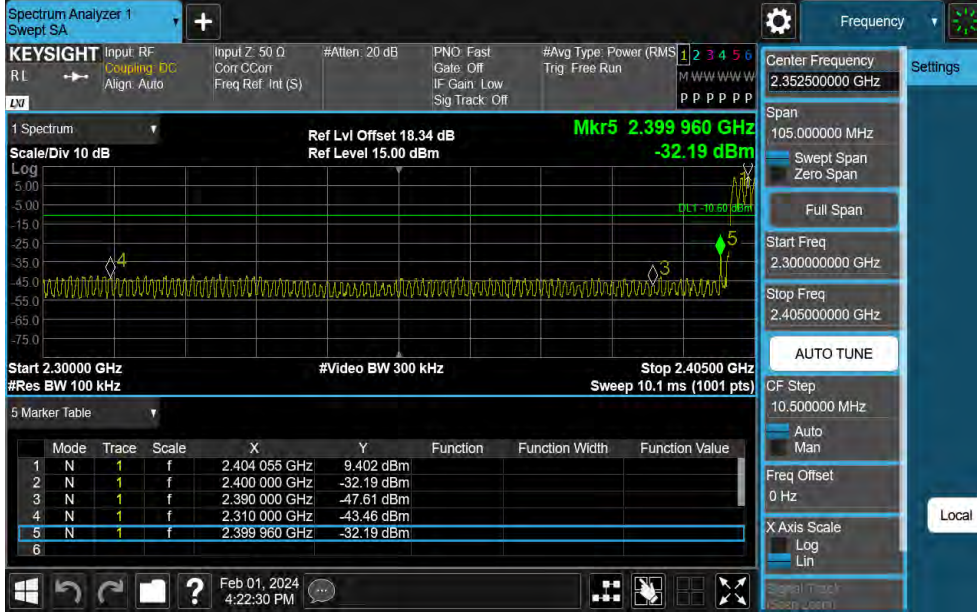 Spectrum Analyzer 1
Swept SA
Frequency
KEYSIGHT
R L
LXI
Input: RF
Coupling: DC
Align: Auto
Input Z: 50 Ω
Corr CCorr
Freq Ref: Int (S)
#Atten: 20 dB
PNO: Fast
Gate: Off
IF Gain: Low
Sig Track: Off
#Avg Type: Power (RMS
Trig: Free Run
1 2 3 4 5 6
M W W W W W
P P P P P P
Center Frequency
2.352500000 GHz
Settings
Span
105.000000 MHz
Swept Span
Zero Span
Full Span
Start Freq
2.300000000 GHz
Stop Freq
2.405000000 GHz
AUTO TUNE
CF Step
10.500000 MHz
Auto
Man
Freq Offset
0 Hz
X Axis Scale
Log
Lin
Signal Track
(Span Zoom)
Local
1 Spectrum
Scale/Div 10 dB
Ref Lvl Offset 18.34 dB
Ref Level 15.00 dBm
Mkr5 2.399 960 GHz
-32.19 dBm
Log
5.00
-5.00
-15.0
-25.0
-35.0
-45.0
-55.0
-65.0
-75.0
DL1 -10.60 dBm
4
3
5
Start 2.30000 GHz
#Video BW 300 kHz
Stop 2.40500 GHz
#Res BW 100 kHz
Sweep 10.1 ms (1001 pts)
5 Marker Table
Mode Trace Scale X Y Function Function Width Function Value
1 N 1 f 2.404 055 GHz 9.402 dBm
2 N 1 f 2.400 000 GHz -32.19 dBm
3 N 1 f 2.390 000 GHz -47.61 dBm
4 N 1 f 2.310 000 GHz -43.46 dBm
5 N 1 f 2.399 960 GHz -32.19 dBm
6
?
Feb 01, 2024
4:22:30 PM